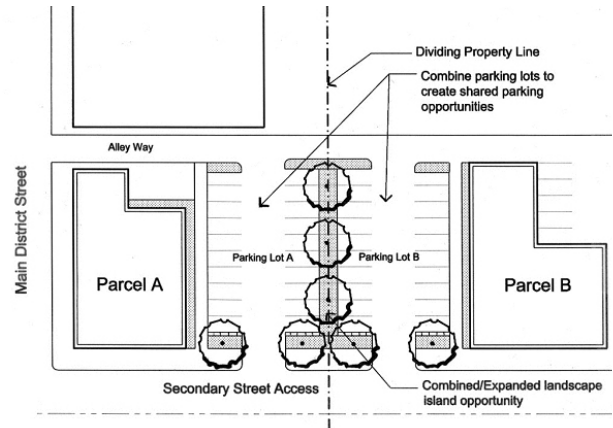 Dividing Property Line
Combine parking lots to
create shared parking
opportunities
Alley Way
Main District Street
Parking Lot A
Parking Lot B
Parcel A
Parcel B
Secondary Street Access
Combined/Expanded landscape
island opportunity